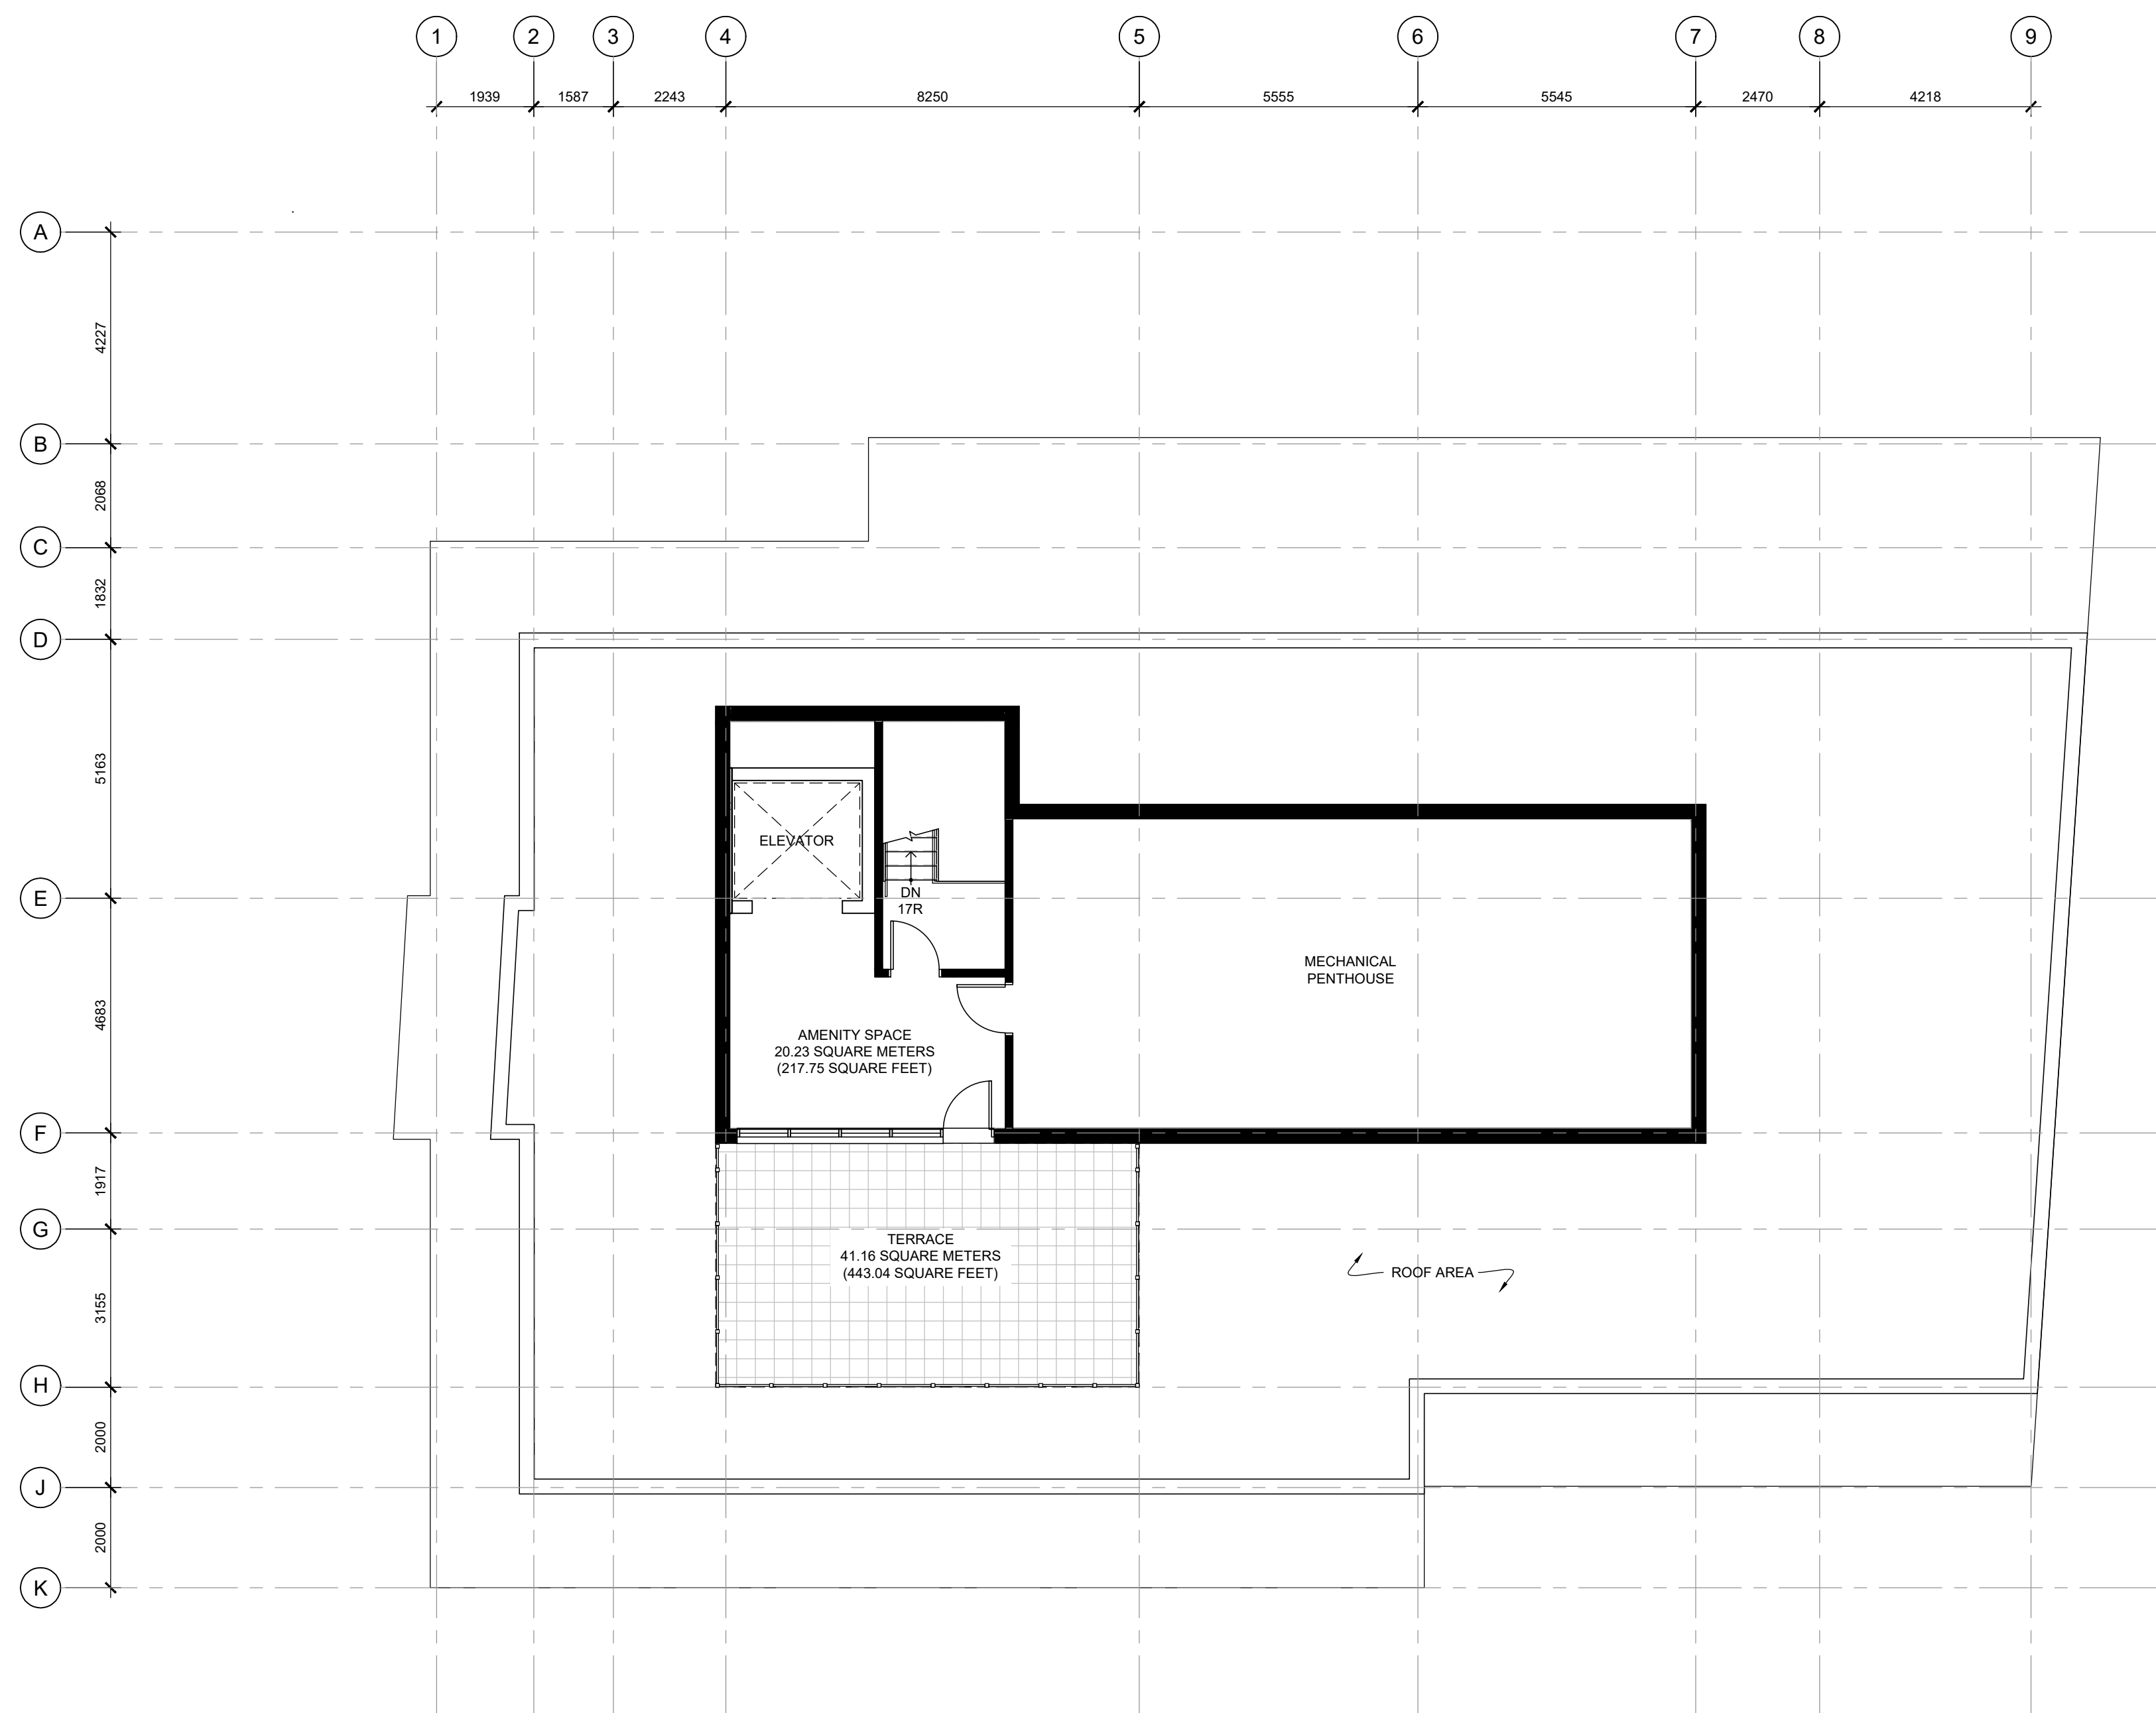 1 2 3 4 5 6 7 8 9
1939 1587 2243 8250 5555 5545 2470 4218
A
4227
B
2068
C
1832
D
5163
E
4683
F
1917
G
3155
H
2000
J
2000
K
ELEVATOR
DN
17R
MECHANICAL
PENTHOUSE
AMENITY SPACE
20.23 SQUARE METERS
(217.75 SQUARE FEET)
TERRACE
41.16 SQUARE METERS
(443.04 SQUARE FEET)
ROOF AREA